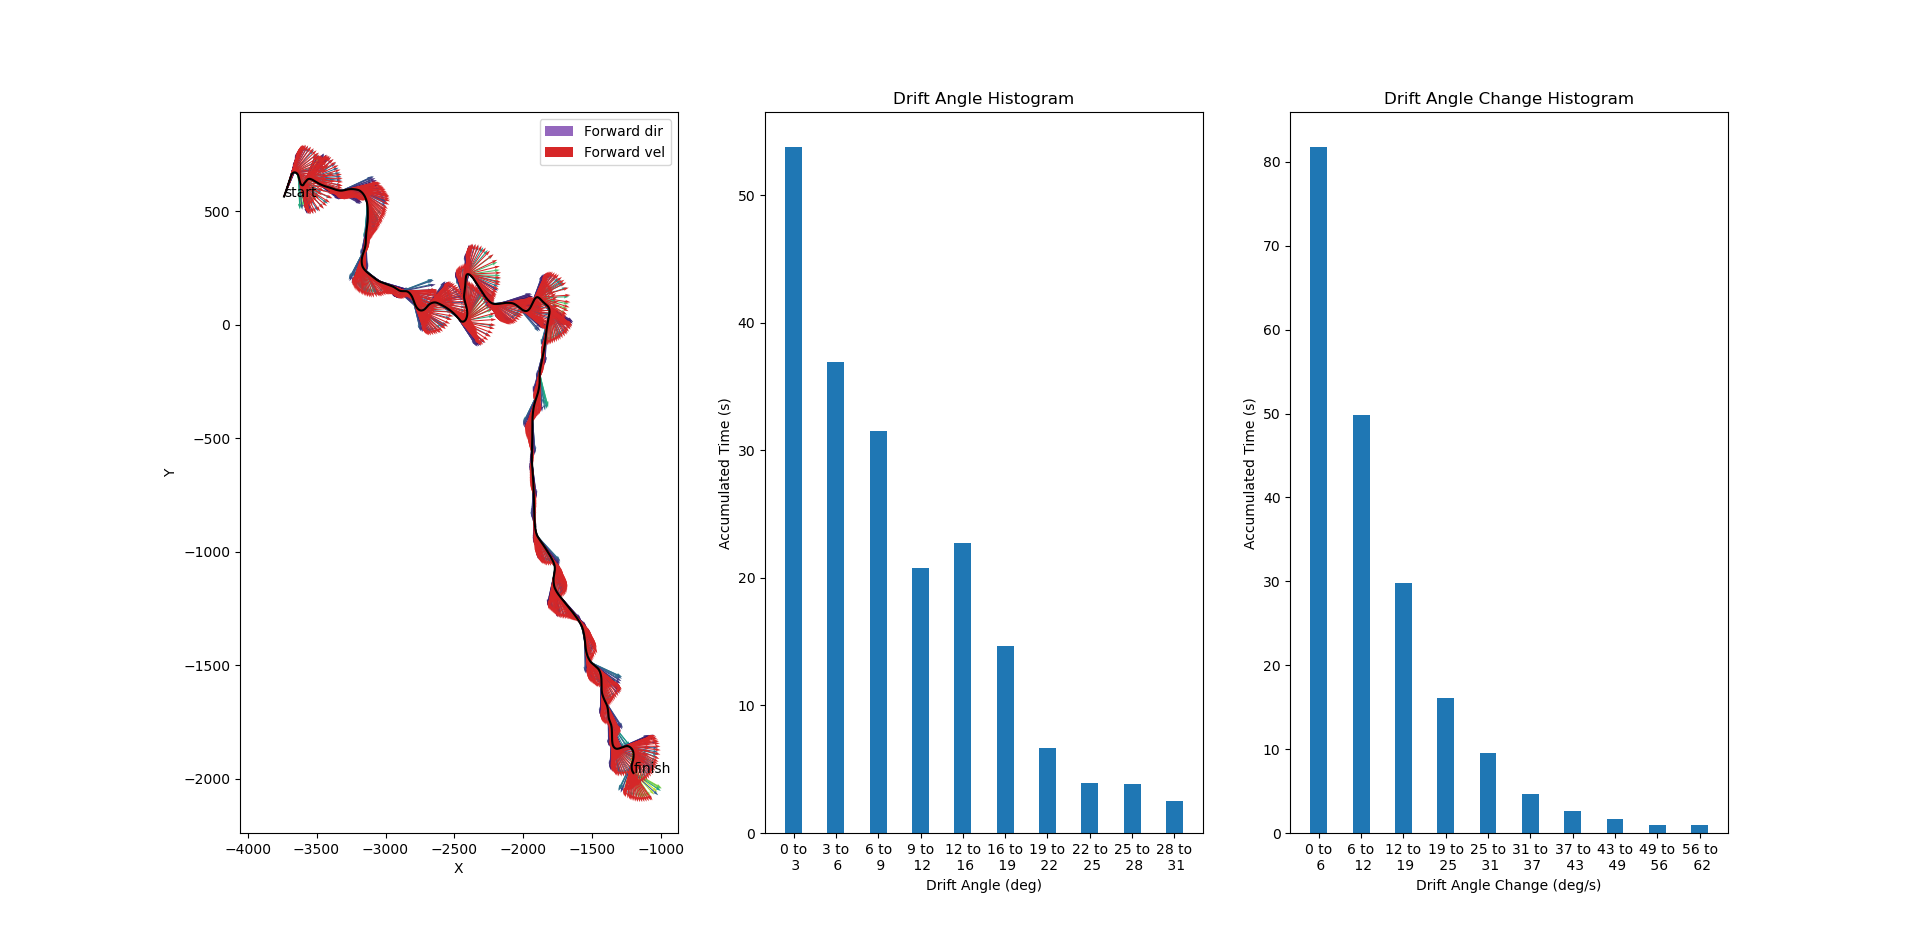 Forward dir
Forward vel
start
finish
500
0
−500
−1000
−1500
−2000
Y
−4000 −3500 −3000 −2500 −2000 −1500 −1000
X
Drift Angle Histogram
50
40
30
20
10
0
Accumulated Time (s)
0 to 3 to 6 to 9 to 12 to 16 to 19 to 22 to 25 to 28 to
3 6 9 12 16 19 22 25 28 31
Drift Angle (deg)
Drift Angle Change Histogram
80
70
60
50
40
30
20
10
0
Accumulated Time (s)
0 to 6 to 12 to 19 to 25 to 31 to 37 to 43 to 49 to 56 to
6 12 19 25 31 37 43 49 56 62
Drift Angle Change (deg/s)